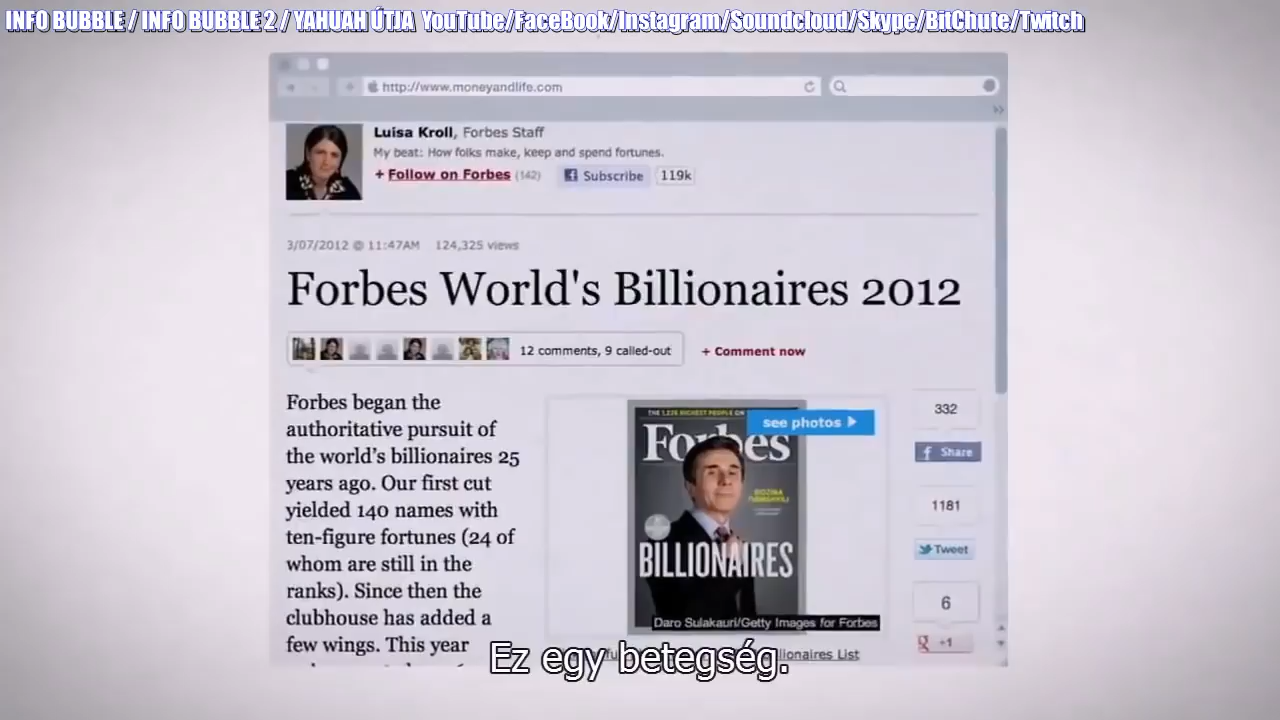 INFO BUBBLE / INFO BUBBLE 2 / YAHUAH ÚTJA YouTube/FaceBook/Instagram/Soundcloud/Skype/BitChute/Twitch
http://www.moneyandlife.com
Luisa Kroll, Forbes Staff
My beat: How folks make, keep and spend fortunes.
+ Follow on Forbes (142) Subscribe 119k
3/07/2012 @ 11:47AM 124,325 views
Forbes World's Billionaires 2012
12 comments, 9 called-out + Comment now
Forbes began the
authoritative pursuit of
the world's billionaires 25
years ago. Our first cut
yielded 140 names with
ten-figure fortunes (24 of
whom are still in the
ranks). Since then the
clubhouse has added a
few wings. This year
see photos
Forbes
BILLIONAIRES
Daro Sulakauri/Getty Images for Forbes
List
332
Share
1181
Tweet
6
+1
Ez egy betegség.